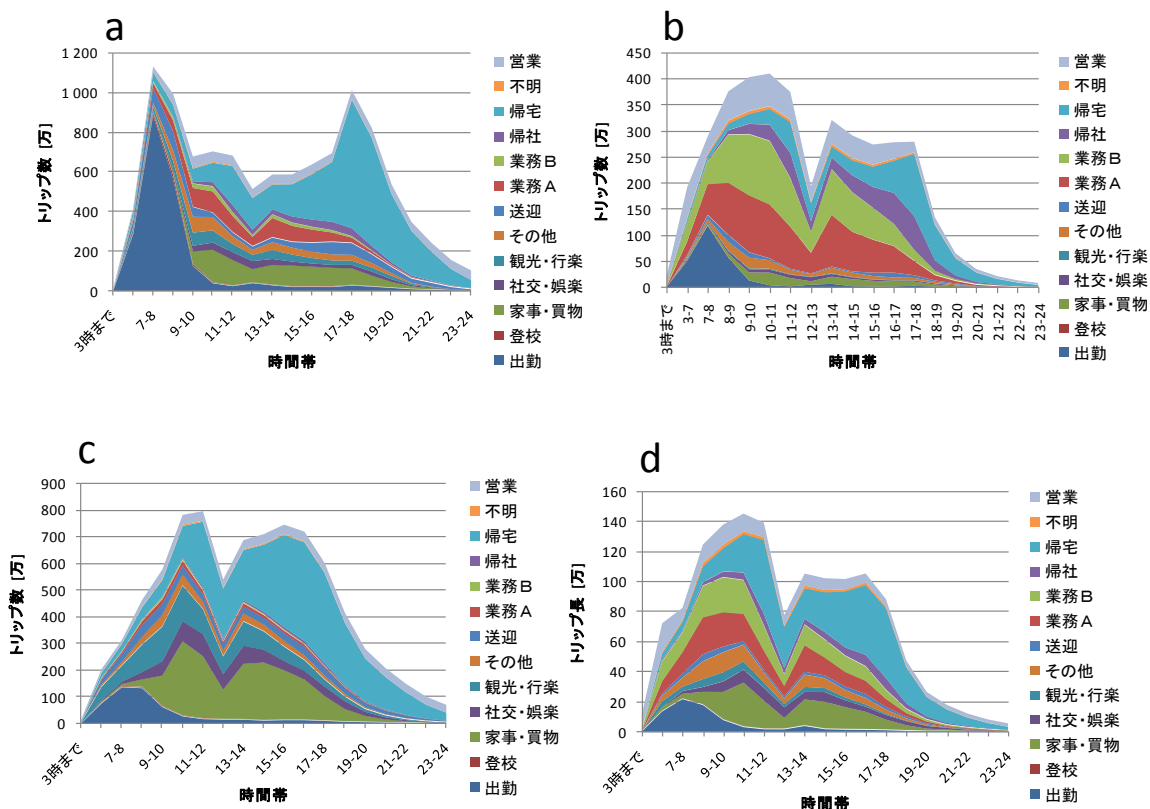 a
1 200
1 000
800
600
400
200
0
トリップ数 [万]
3時まで
7-8
9-10
11-12
13-14
15-16
17-18
19-20
21-22
23-24
時間帯
営業
不明
帰宅
帰社
業務B
業務A
送迎
その他
観光・行楽
社交・娯楽
家事・買物
登校
出勤
b
450
400
350
300
250
200
150
100
50
0
トリップ数 [万]
3時まで
3-7
7-8
8-9
9-10
10-11
11-12
12-13
13-14
14-15
15-16
16-17
17-18
18-19
19-20
20-21
21-22
22-23
23-24
時間帯
営業
不明
帰宅
帰社
業務B
業務A
送迎
その他
観光・行楽
社交・娯楽
家事・買物
登校
出勤
c
900
800
700
600
500
400
300
200
100
0
トリップ数 [万]
3時まで
7-8
9-10
11-12
13-14
15-16
17-18
19-20
21-22
23-24
時間帯
営業
不明
帰宅
帰社
業務B
業務A
送迎
その他
観光・行楽
社交・娯楽
家事・買物
登校
出勤
d
160
140
120
100
80
60
40
20
0
トリップ長 [万]
3時まで
7-8
9-10
11-12
13-14
15-16
17-18
19-20
21-22
23-24
時間帯
営業
不明
帰宅
帰社
業務B
業務A
送迎
その他
観光・行楽
社交・娯楽
家事・買物
登校
出勤